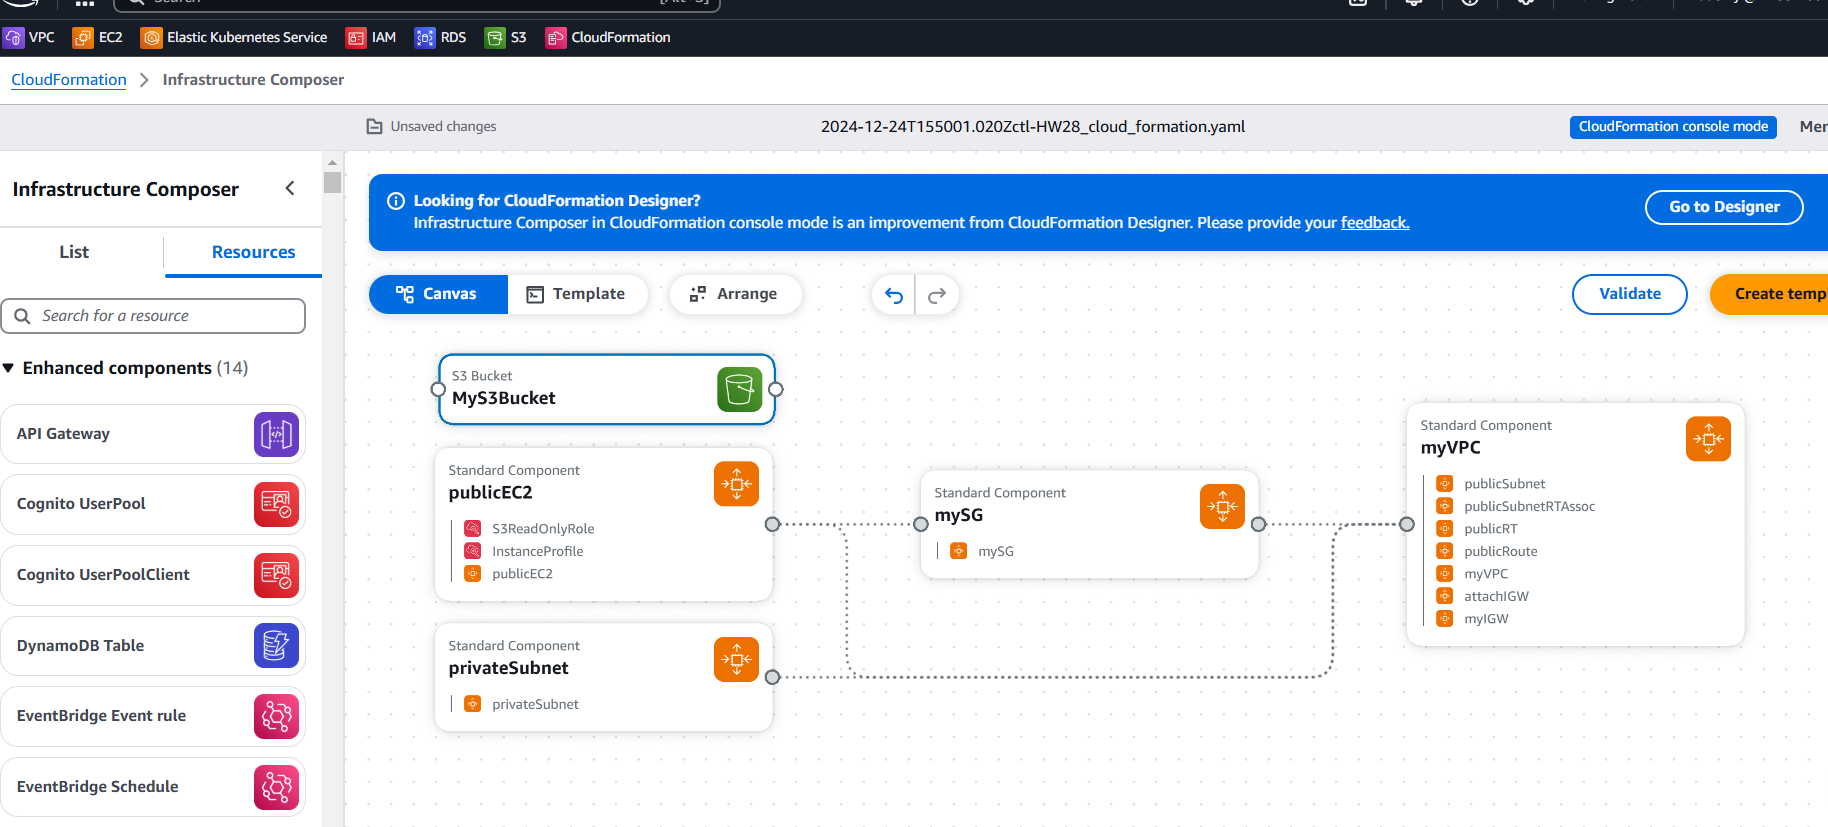 Search
[Alt+S]
VPC
EC2
Elastic Kubernetes Service
IAM
RDS
S3
CloudFormation
CloudFormation > Infrastructure Composer
Unsaved changes
2024-12-24T155001.020Zctl-HW28_cloud_formation.yaml
CloudFormation console mode
Infrastructure Composer
List
Resources
Search for a resource
Enhanced components (14)
API Gateway
Cognito UserPool
Cognito UserPoolClient
DynamoDB Table
EventBridge Event rule
EventBridge Schedule
Looking for CloudFormation Designer?
Infrastructure Composer in CloudFormation console mode is an improvement from CloudFormation Designer. Please provide your feedback.
Go to Designer
Canvas
Template
Arrange
Validate
Create temp
S3 Bucket
MyS3Bucket
Standard Component
publicEC2
S3ReadOnlyRole
InstanceProfile
publicEC2
Standard Component
privateSubnet
privateSubnet
Standard Component
mySG
mySG
Standard Component
myVPC
publicSubnet
publicSubnetRTAssoc
publicRT
publicRoute
myVPC
attachIGW
myIGW